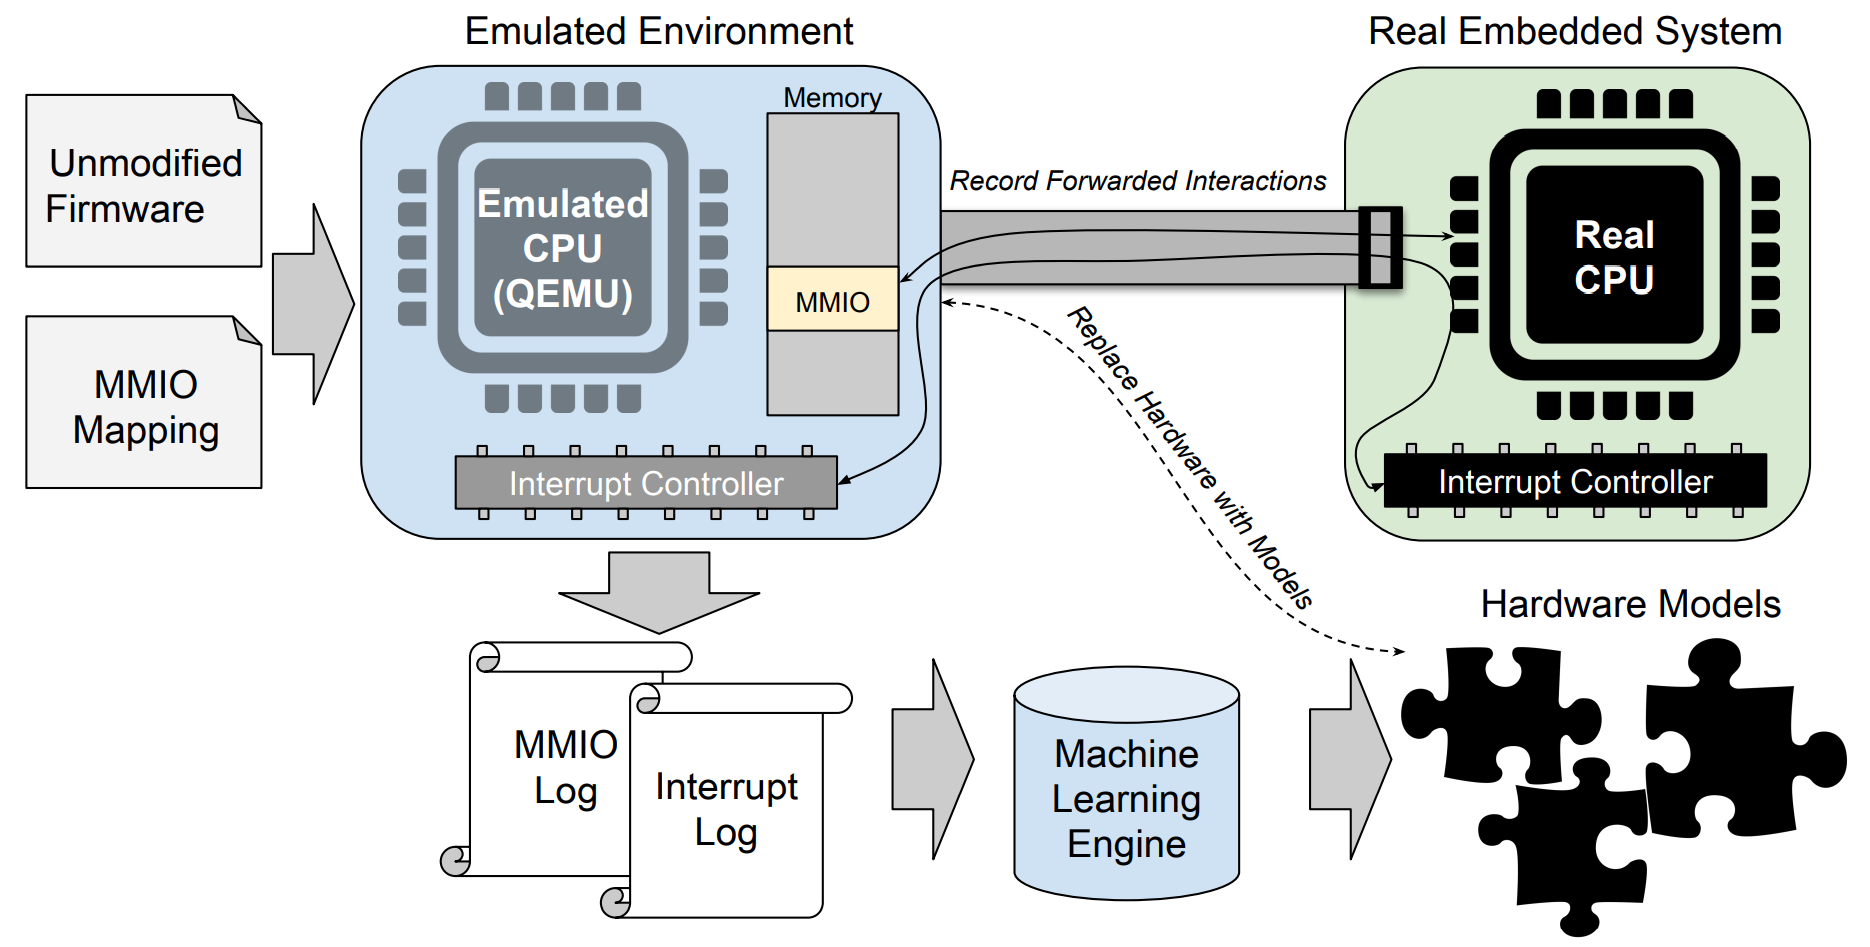 Emulated Environment
Real Embedded System
Unmodified
Firmware
MMIO
Mapping
Emulated
CPU
(QEMU)
Memory
MMIO
Interrupt Controller
Record Forwarded Interactions
Replace Hardware with Models
Real
CPU
Interrupt Controller
MMIO
Log
Interrupt
Log
Machine
Learning
Engine
Hardware Models